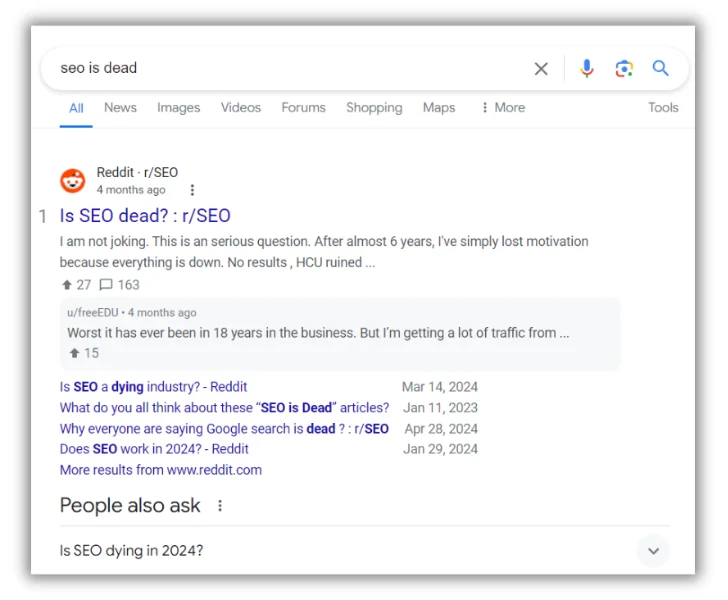 seo is dead
All News Images Videos Forums Shopping Maps More Tools
Reddit · r/SEO
4 months ago
1 Is SEO dead? : r/SEO
I am not joking. This is an serious question. After almost 6 years, I've simply lost motivation
because everything is down. No results , HCU ruined ...
27 163
u/freeEDU • 4 months ago
Worst it has ever been in 18 years in the business. But I'm getting a lot of traffic from ...
15
Is SEO a dying industry? - Reddit Mar 14, 2024
What do you all think about these “SEO is Dead” articles? Jan 11, 2023
Why everyone are saying Google search is dead ? : r/SEO Apr 28, 2024
Does SEO work in 2024? - Reddit Jan 29, 2024
More results from www.reddit.com
People also ask
Is SEO dying in 2024?